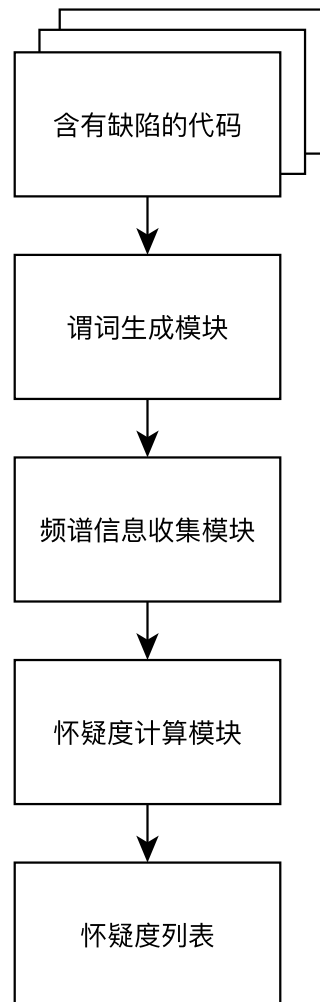 含有缺陷的代码
谓词生成模块
频谱信息收集模块
怀疑度计算模块
怀疑度列表